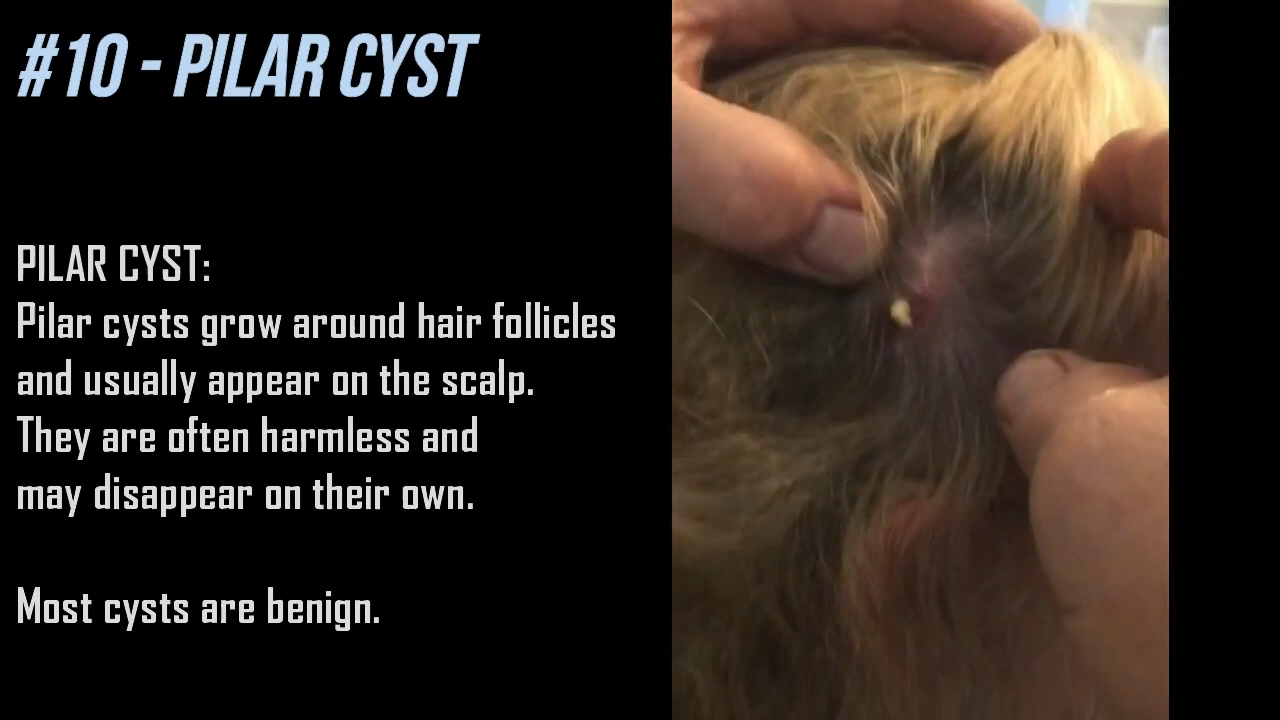 #10 - PILAR CYST
PILAR CYST:
Pilar cysts grow around hair follicles
and usually appear on the scalp.
They are often harmless and
may disappear on their own.
Most cysts are benign.